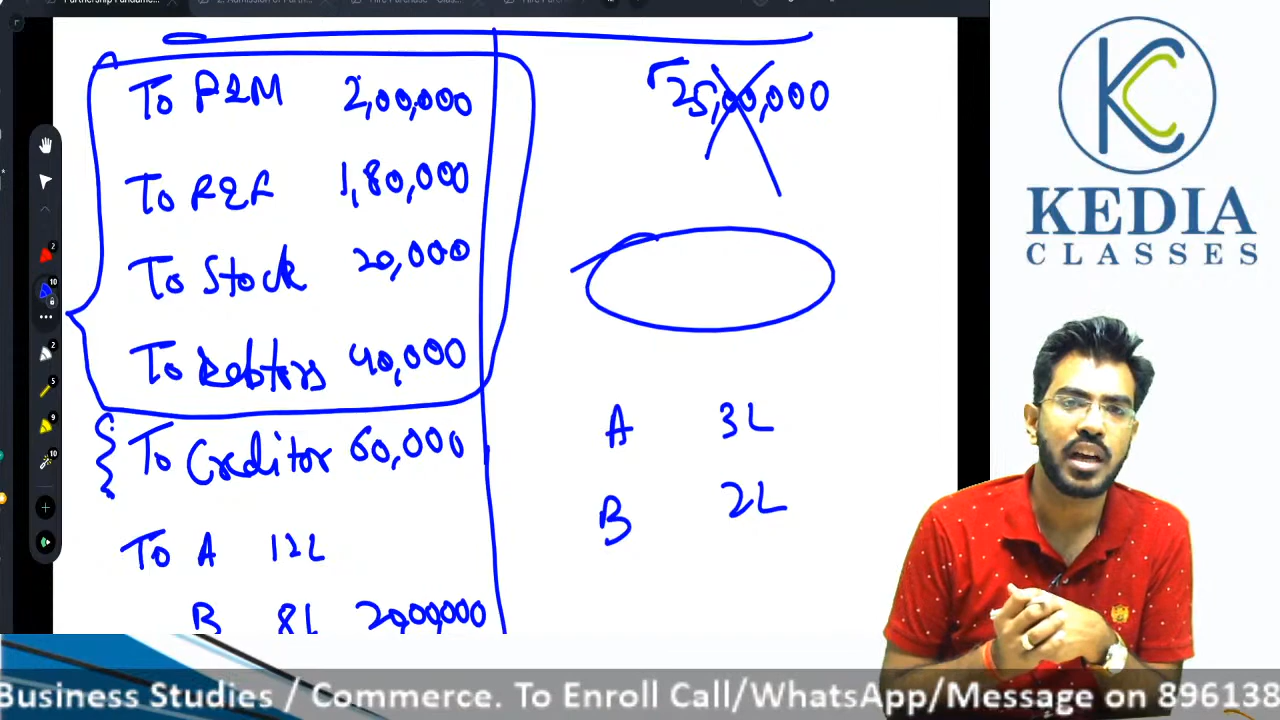 To P&M 2,00,000
To F&F 1,80,000
To Stock 20,000
To Debtors 40,000
To Creditor 60,000
To A 12L
B 8L 20,00,000
25,00,000
A 3L
B 2L
KC
KEDIA
CLASSES
Business Studies / Commerce. To Enroll Call/WhatsApp/Message on 896138